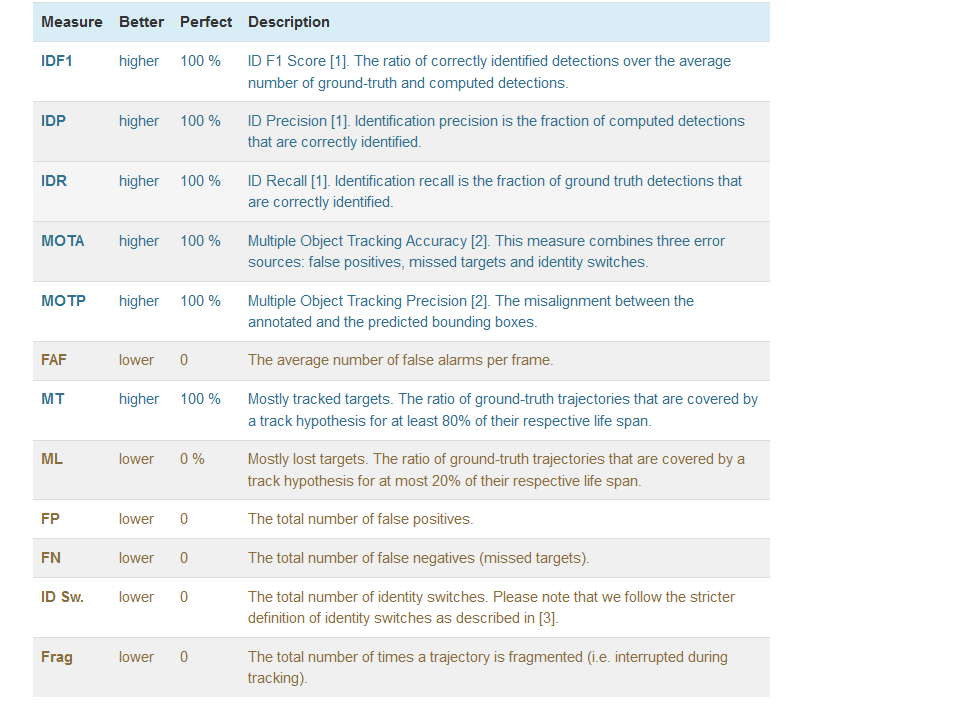 Measure Better Perfect Description
IDF1 higher 100 % ID F1 Score [1]. The ratio of correctly identified detections over the average
number of ground-truth and computed detections.
IDP higher 100 % ID Precision [1]. Identification precision is the fraction of computed detections
that are correctly identified.
IDR higher 100 % ID Recall [1]. Identification recall is the fraction of ground truth detections that
are correctly identified.
MOTA higher 100 % Multiple Object Tracking Accuracy [2]. This measure combines three error
sources: false positives, missed targets and identity switches.
MOTP higher 100 % Multiple Object Tracking Precision [2]. The misalignment between the
annotated and the predicted bounding boxes.
FAF lower 0 The average number of false alarms per frame.
MT higher 100 % Mostly tracked targets. The ratio of ground-truth trajectories that are covered by
a track hypothesis for at least 80% of their respective life span.
ML lower 0 % Mostly lost targets. The ratio of ground-truth trajectories that are covered by a
track hypothesis for at most 20% of their respective life span.
FP lower 0 The total number of false positives.
FN lower 0 The total number of false negatives (missed targets).
ID Sw. lower 0 The total number of identity switches. Please note that we follow the stricter
definition of identity switches as described in [3].
Frag lower 0 The total number of times a trajectory is fragmented (i.e. interrupted during
tracking).